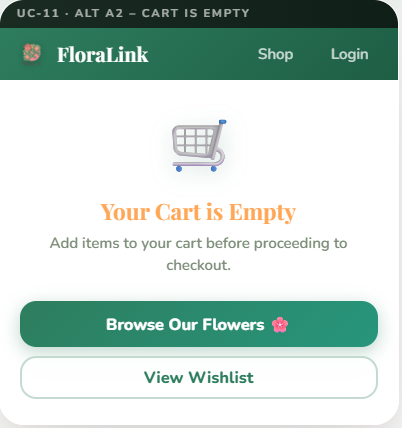 UC-11 · ALT A2 – CART IS EMPTY
FloraLink
Shop
Login
Your Cart is Empty
Add items to your cart before proceeding to
checkout.
Browse Our Flowers 🌸
View Wishlist